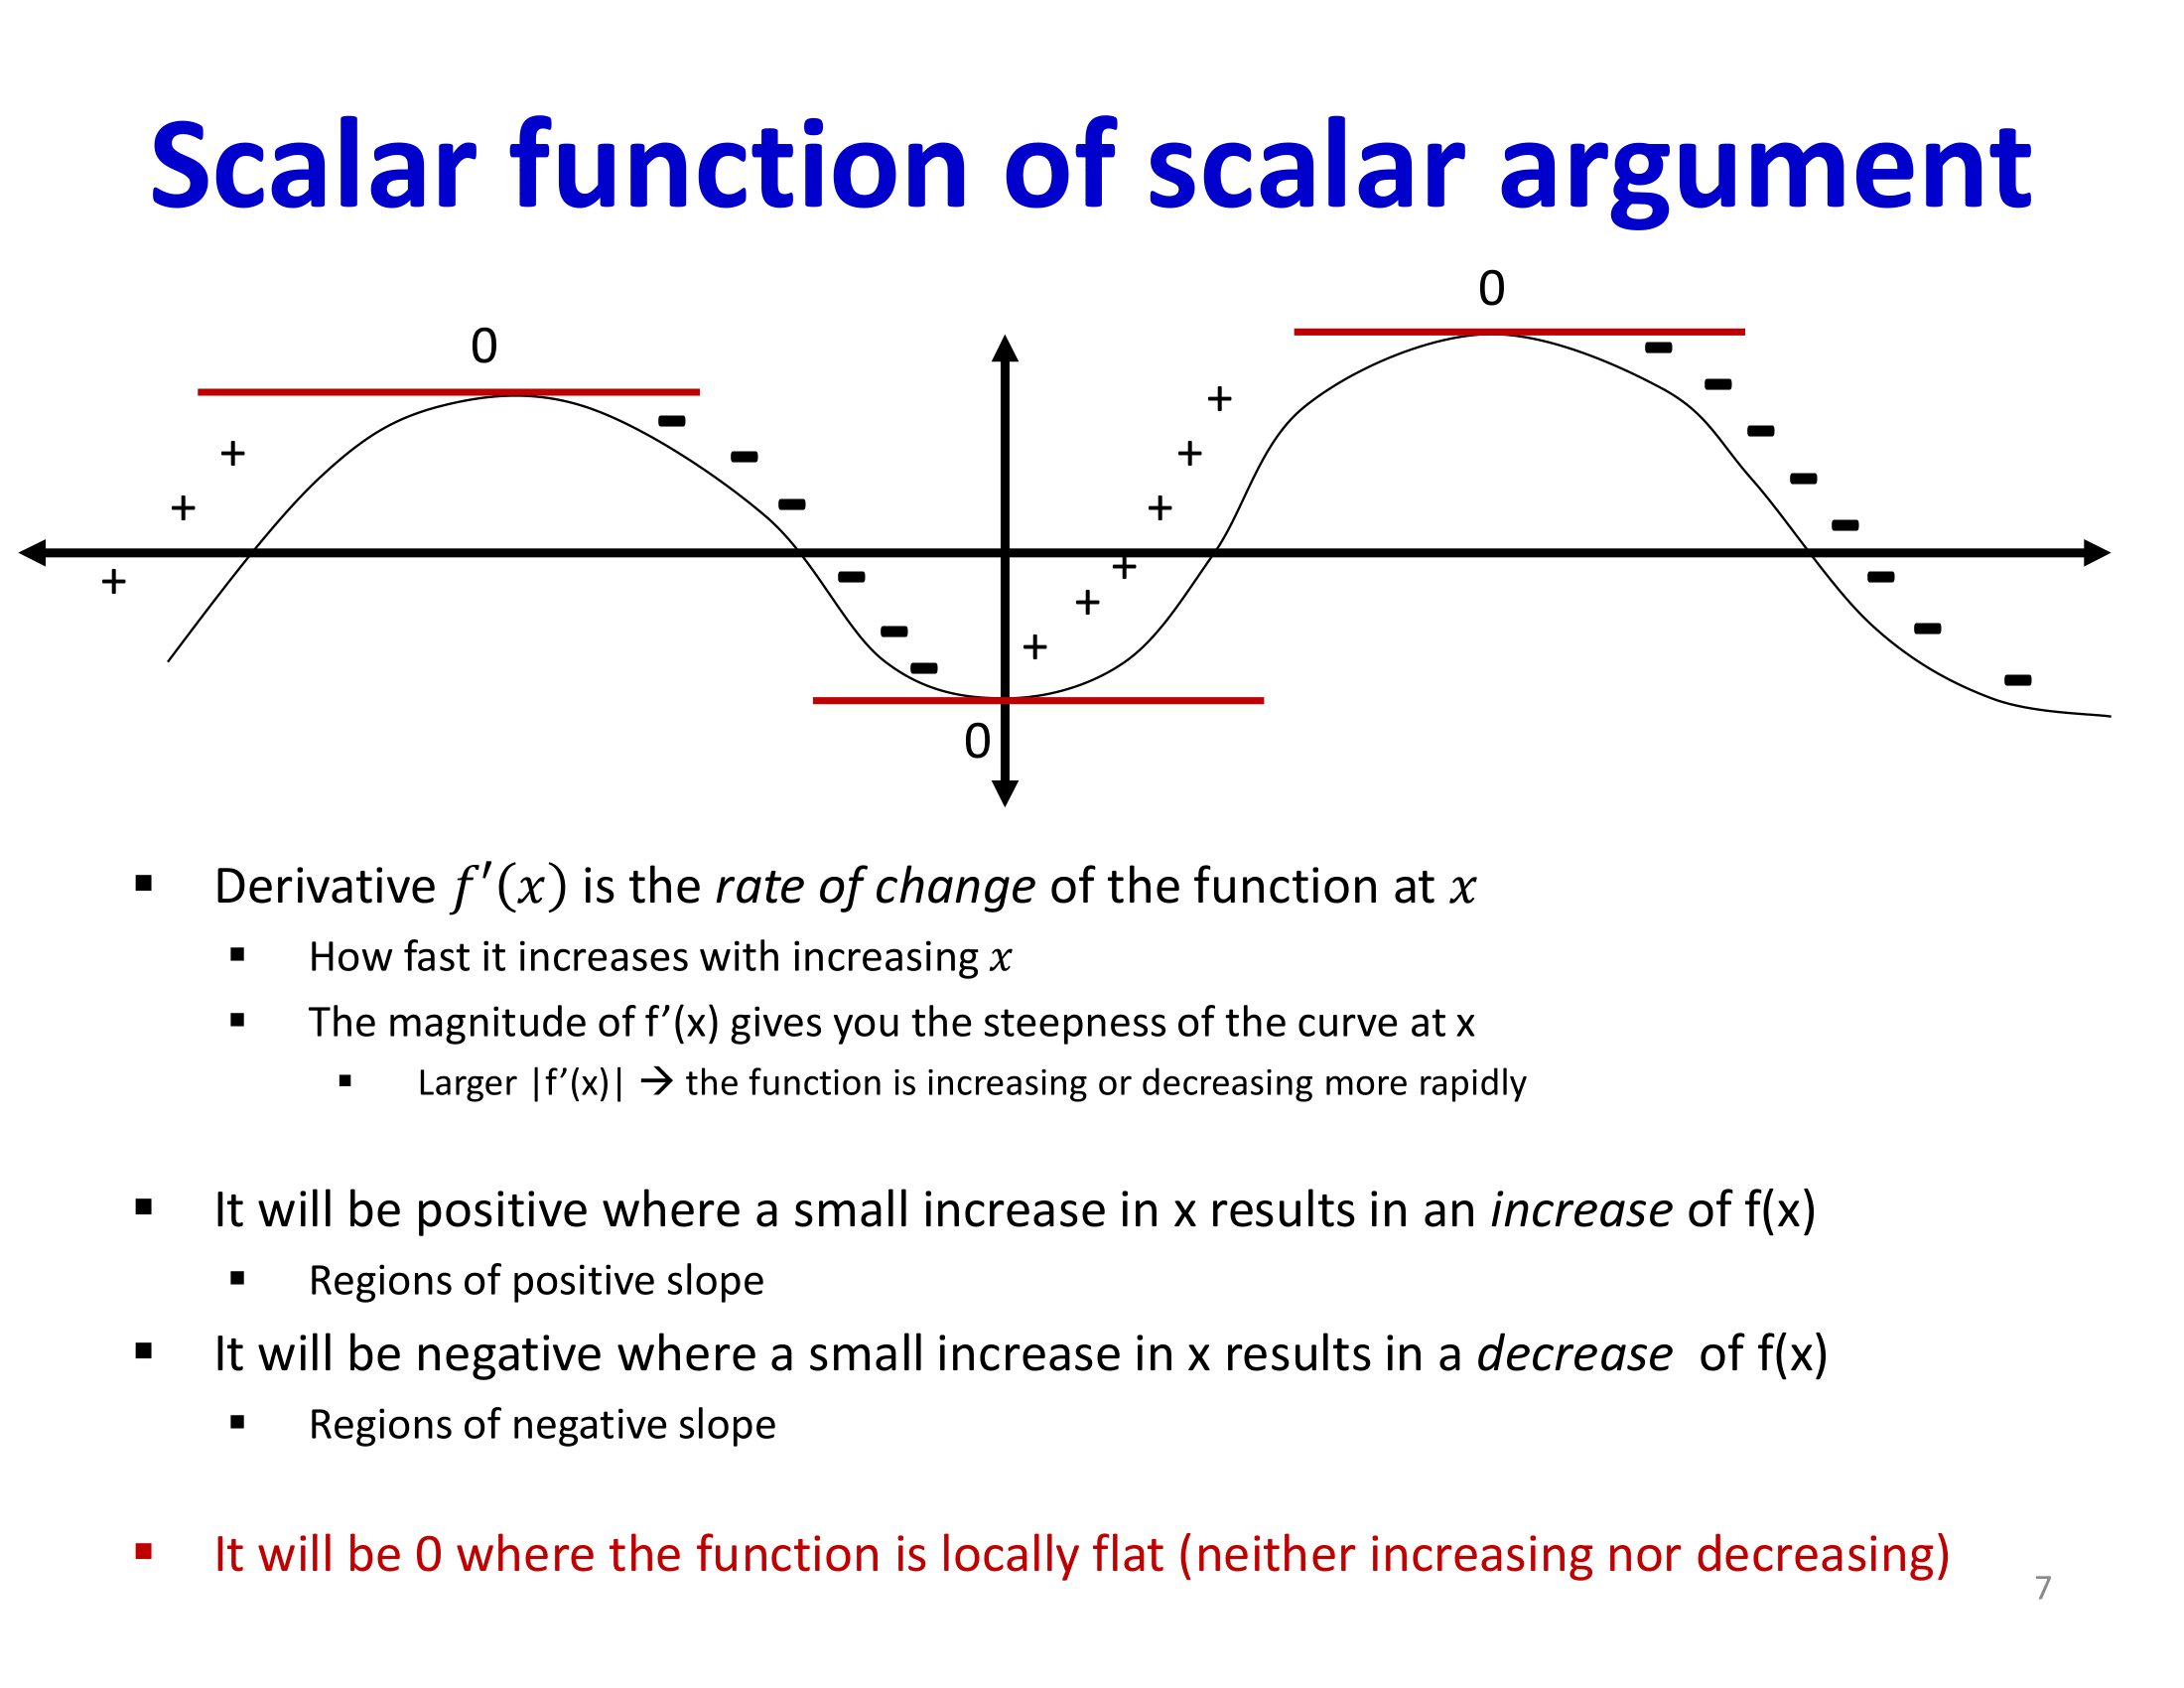 Scalar function of scalar argument
0
0
+ + +
- - - - - -
+ + + + + +
- - - - - - - -
0
▪ Derivative 𝑓′(𝑥) is the rate of change of the function at 𝑥
▪ How fast it increases with increasing 𝑥
▪ The magnitude of f’(x) gives you the steepness of the curve at x
▪ Larger |f’(x)| → the function is increasing or decreasing more rapidly
▪ It will be positive where a small increase in x results in an increase of f(x)
▪ Regions of positive slope
▪ It will be negative where a small increase in x results in a decrease of f(x)
▪ Regions of negative slope
▪ It will be 0 where the function is locally flat (neither increasing nor decreasing)
7